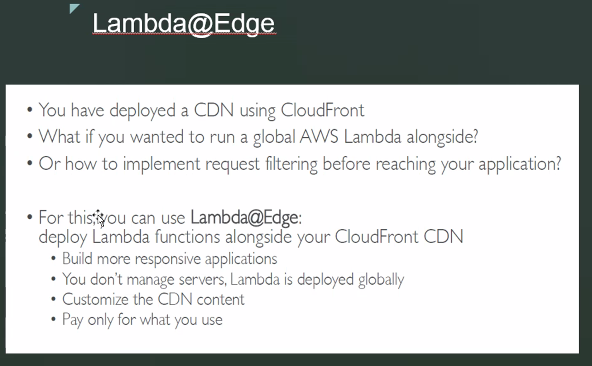 Lambda@Edge
• You have deployed a CDN using CloudFront
• What if you wanted to run a global AWS Lambda alongside?
• Or how to implement request filtering before reaching your application?
• For this, you can use Lambda@Edge:
deploy Lambda functions alongside your CloudFront CDN
• Build more responsive applications
• You don't manage servers, Lambda is deployed globally
• Customize the CDN content
• Pay only for what you use